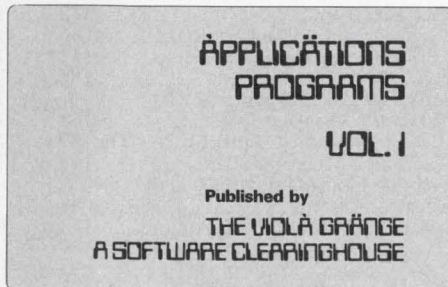 ÀPPLICÄTIONS
PROGRAMS
VOL. I
Published by
THE VIOLÀ GRÄNGE
A SOFTWARE CLEARINGHOUSE